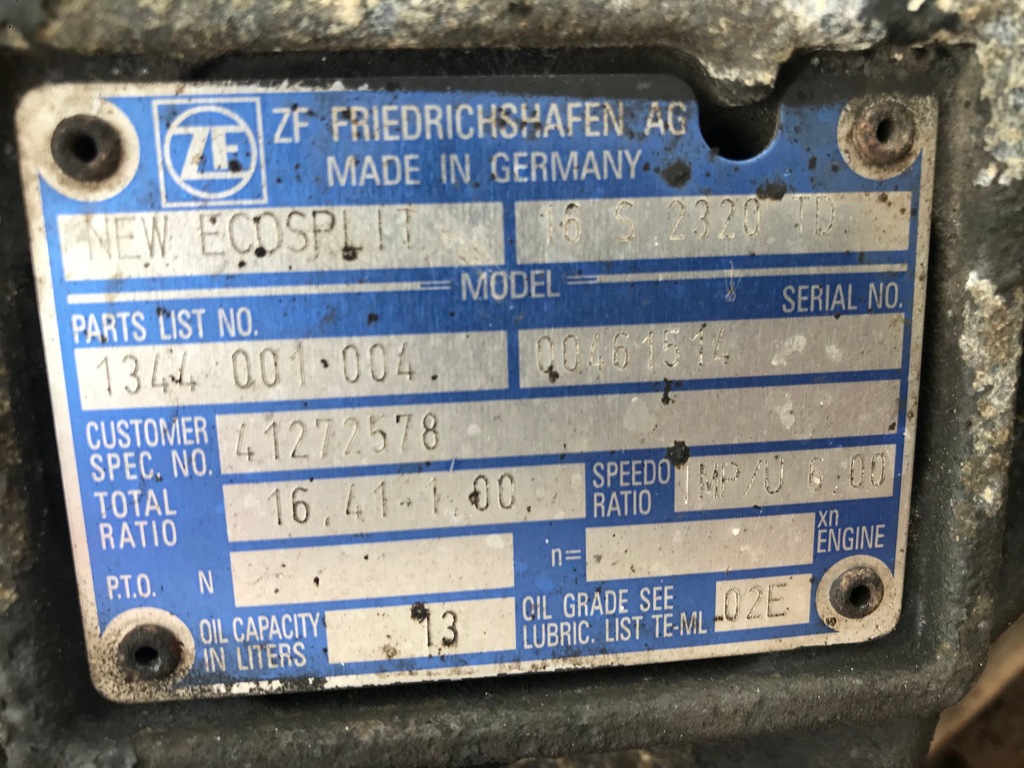 ZF
ZF FRIEDRICHSHAFEN AG
MADE IN GERMANY
NEW ECOSPLIT 16 S 2320 TD
MODEL
PARTS LIST NO. SERIAL NO.
1344 001 004 00461514
CUSTOMER SPEC. NO. 41272578
TOTAL RATIO 16.41-1.00
SPEEDO RATIO IMP/U 6.00
P.T.O. N n= xn ENGINE
OIL CAPACITY IN LITERS 13
OIL GRADE SEE LUBRIC. LIST TE-ML 02E